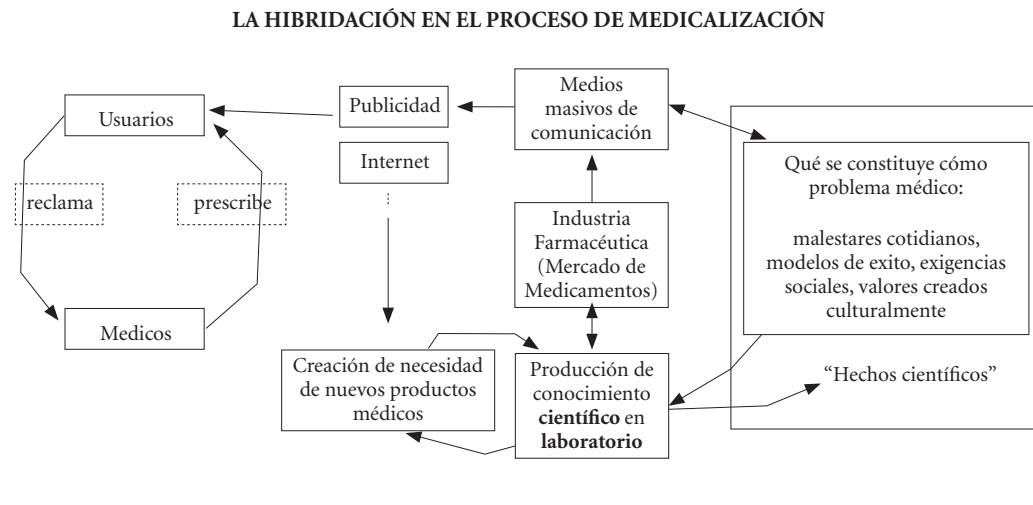 LA HIBRIDACIÓN EN EL PROCESO DE MEDICALIZACIÓN
Usuarios
reclama
prescribe
Medicos
Publicidad
Internet
Medios
masivos de
comunicación
Industria
Farmacéutica
(Mercado de
Medicamentos)
Creación de necesidad
de nuevos productos
médicos
Producción de
conocimiento
científico en
laboratorio
Qué se constituye cómo
problema médico:
malestares cotidianos,
modelos de exito, exigencias
sociales, valores creados
culturalmente
“Hechos científicos”